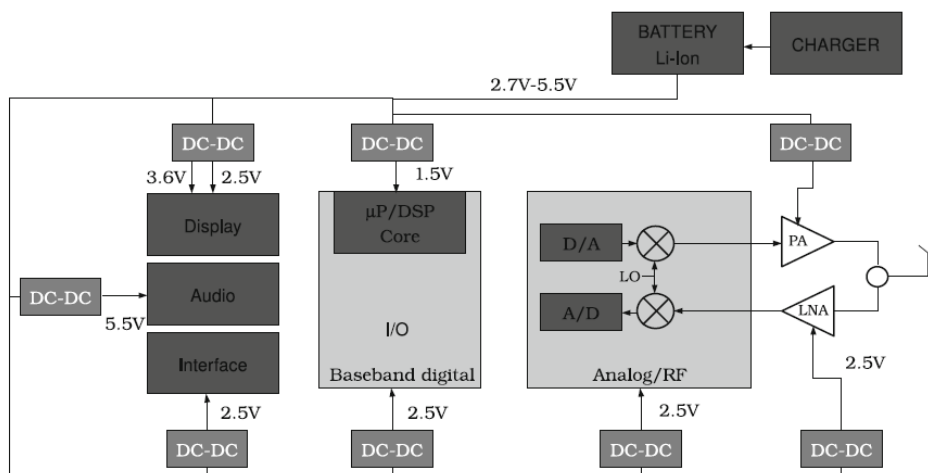 BATTERY
Li-Ion
CHARGER
2.7V-5.5V
DC-DC
DC-DC
DC-DC
3.6V
2.5V
1.5V
Display
µP/DSP
Core
D/A
PA
LO
DC-DC
Audio
A/D
LNA
5.5V
I/O
Interface
Baseband digital
Analog/RF
2.5V
2.5V
2.5V
2.5V
DC-DC
DC-DC
DC-DC
DC-DC